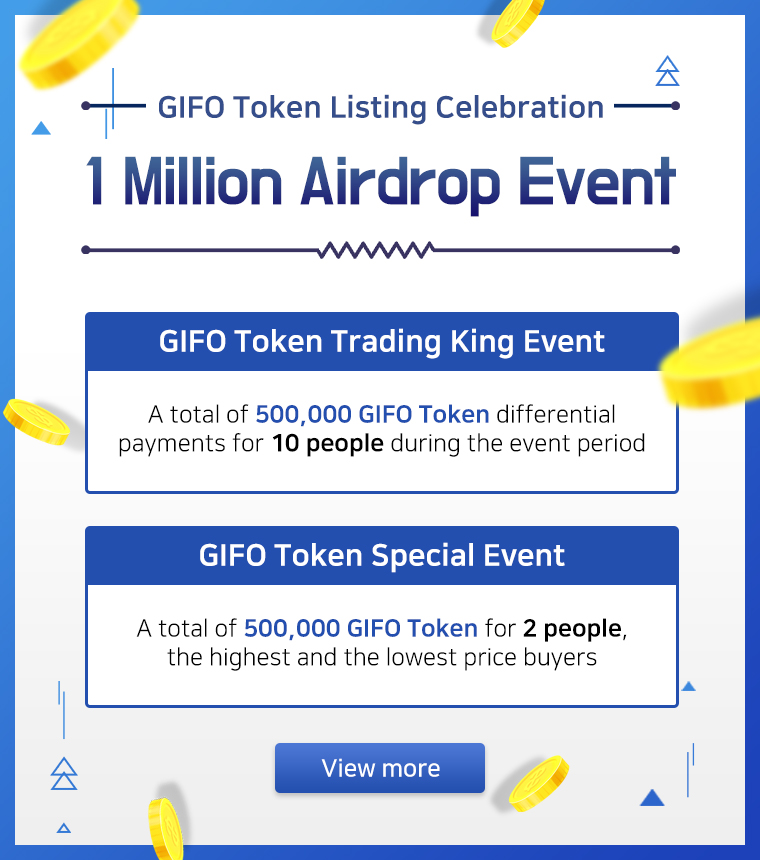 GIFO Token Listing Celebration
1 Million Airdrop Event
GIFO Token Trading King Event
A total of 500,000 GIFO Token differential
payments for 10 people during the event period
GIFO Token Special Event
A total of 500,000 GIFO Token for 2 people,
the highest and the lowest price buyers
View more